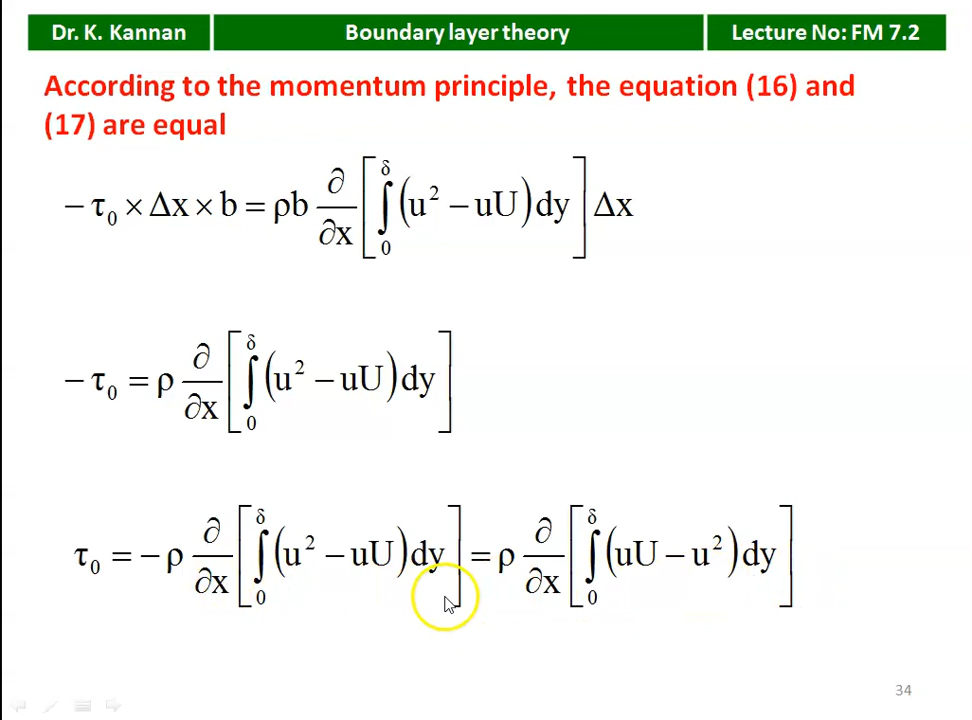 Dr. K. Kannan
Boundary layer theory
Lecture No: FM 7.2
According to the momentum principle, the equation (16) and
(17) are equal
− τ₀ × Δx × b = ρb ∂/∂x [ ∫₀^δ (u² − uU) dy ] Δx
− τ₀ = ρ ∂/∂x [ ∫₀^δ (u² − uU) dy ]
τ₀ = −ρ ∂/∂x [ ∫₀^δ (u² − uU) dy ] = ρ ∂/∂x [ ∫₀^δ (uU − u²) dy ]
34